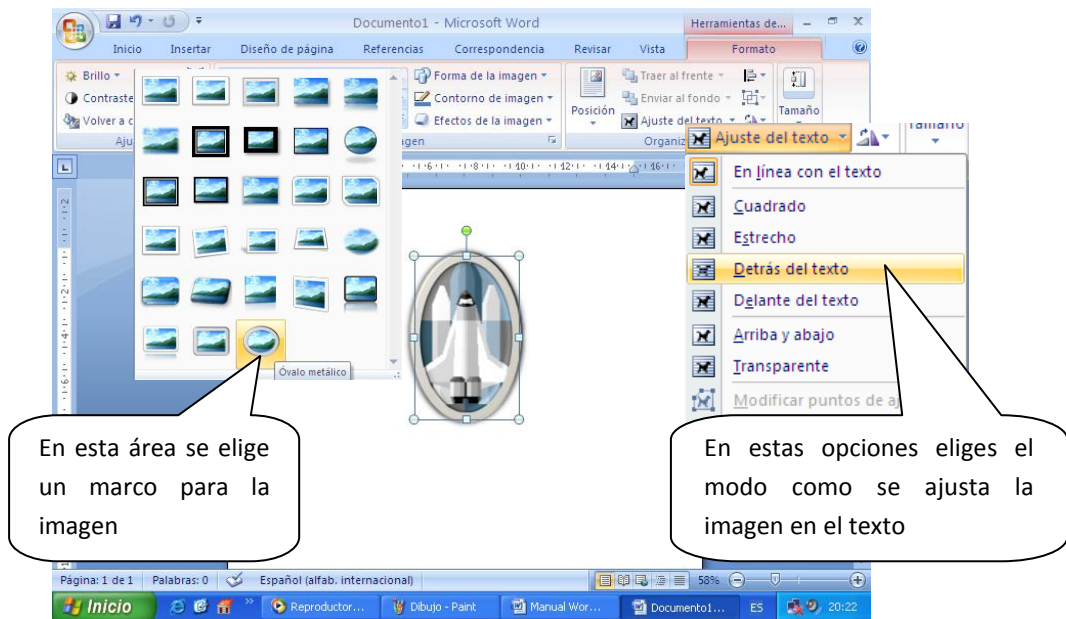 Documento1 - Microsoft Word
Herramientas de...
Inicio Insertar Diseño de página Referencias Correspondencia Revisar Vista Formato
Brillo
Contraste
Volver a c
Aju
Forma de la imagen
Contorno de imagen
Efectos de la imagen
agen
Posición
Traer al frente
Enviar al fondo
Ajuste del texto
Organiz
Tamaño
Ajuste del texto
Tamaño
En línea con el texto
Cuadrado
Estrecho
Detrás del texto
Delante del texto
Arriba y abajo
Transparente
Modificar puntos de aj
Óvalo metálico
En esta área se elige
un marco para la
imagen
En estas opciones eliges el
modo como se ajusta la
imagen en el texto
Página: 1 de 1 Palabras: 0 Español (alfab. internacional) 58%
Inicio Reproductor... Dibujo - Paint Manual Wor... Documento1... ES 20:22